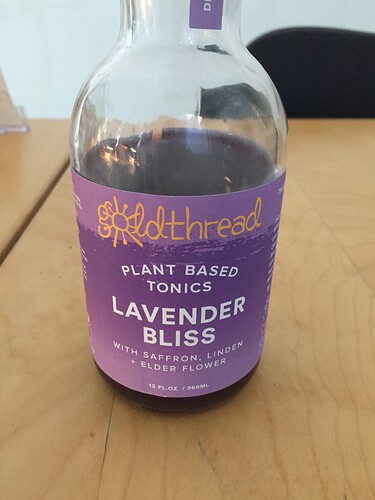 goldthread
PLANT BASED
TONICS
LAVENDER
BLISS
WITH SAFFRON, LINDEN
+ ELDER FLOWER
12 FL.OZ. / 360ML